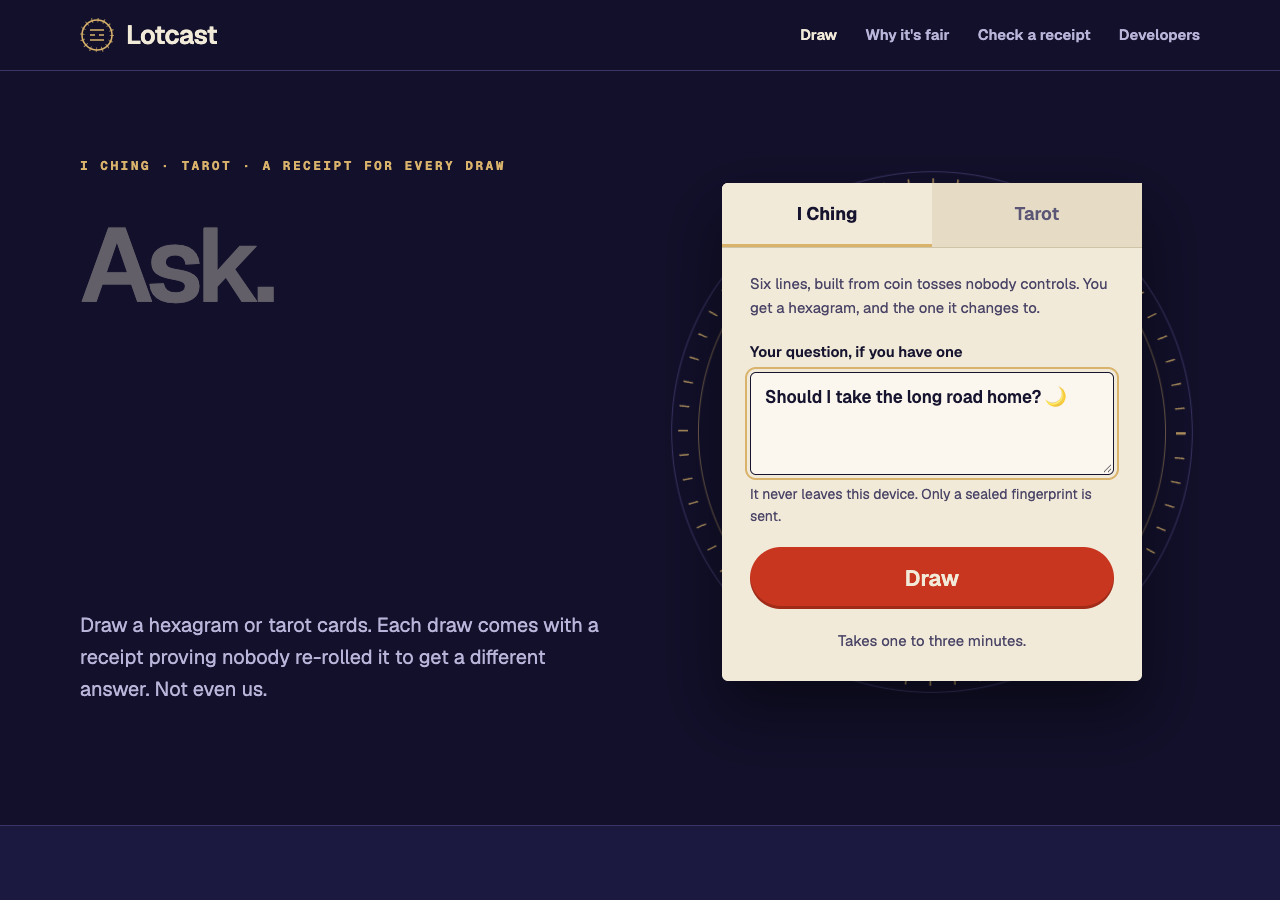 Lotcast
Draw
Why it's fair
Check a receipt
Developers
I CHING · TAROT · A RECEIPT FOR EVERY DRAW
Ask.
Draw a hexagram or tarot cards. Each draw comes with a
receipt proving nobody re-rolled it to get a different
answer. Not even us.
I Ching
Tarot
Six lines, built from coin tosses nobody controls. You
get a hexagram, and the one it changes to.
Your question, if you have one
Should I take the long road home? 🌙
It never leaves this device. Only a sealed fingerprint is
sent.
Draw
Takes one to three minutes.